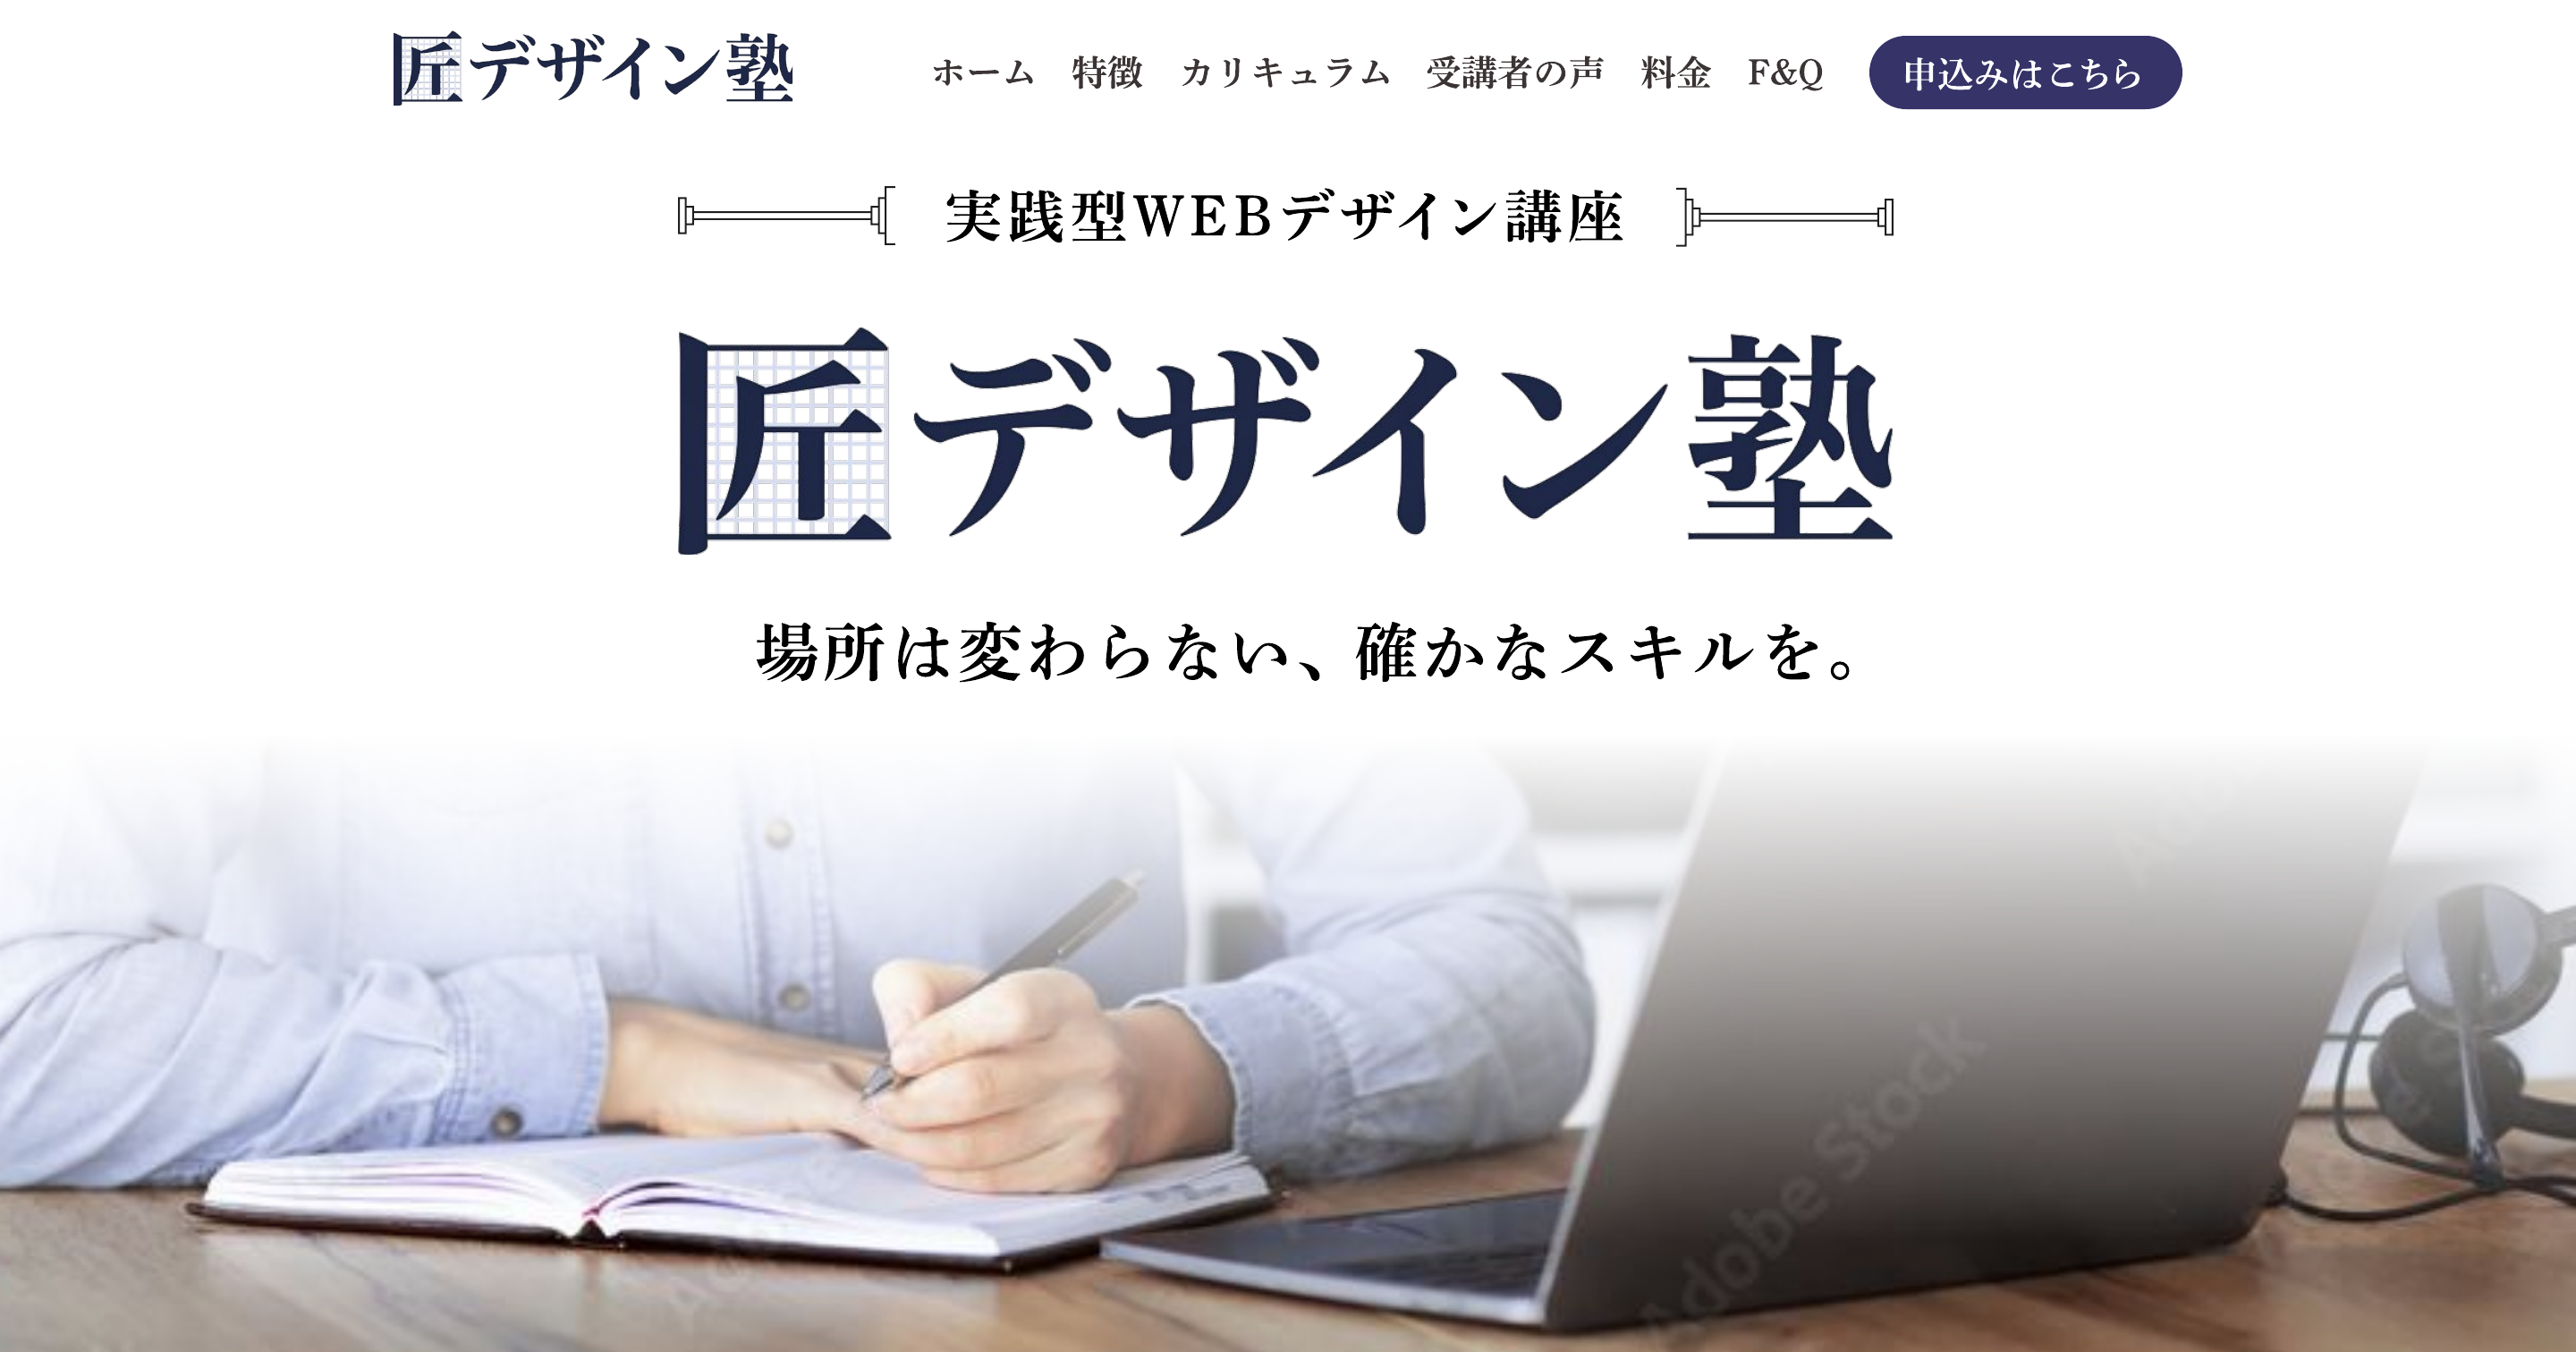 匠デザイン塾
ホーム 特徴 カリキュラム 受講者の声 料金 F&Q 申込みはこちら
実践型WEBデザイン講座
匠デザイン塾
場所は変わらない、確かなスキルを。
Adobe Stock